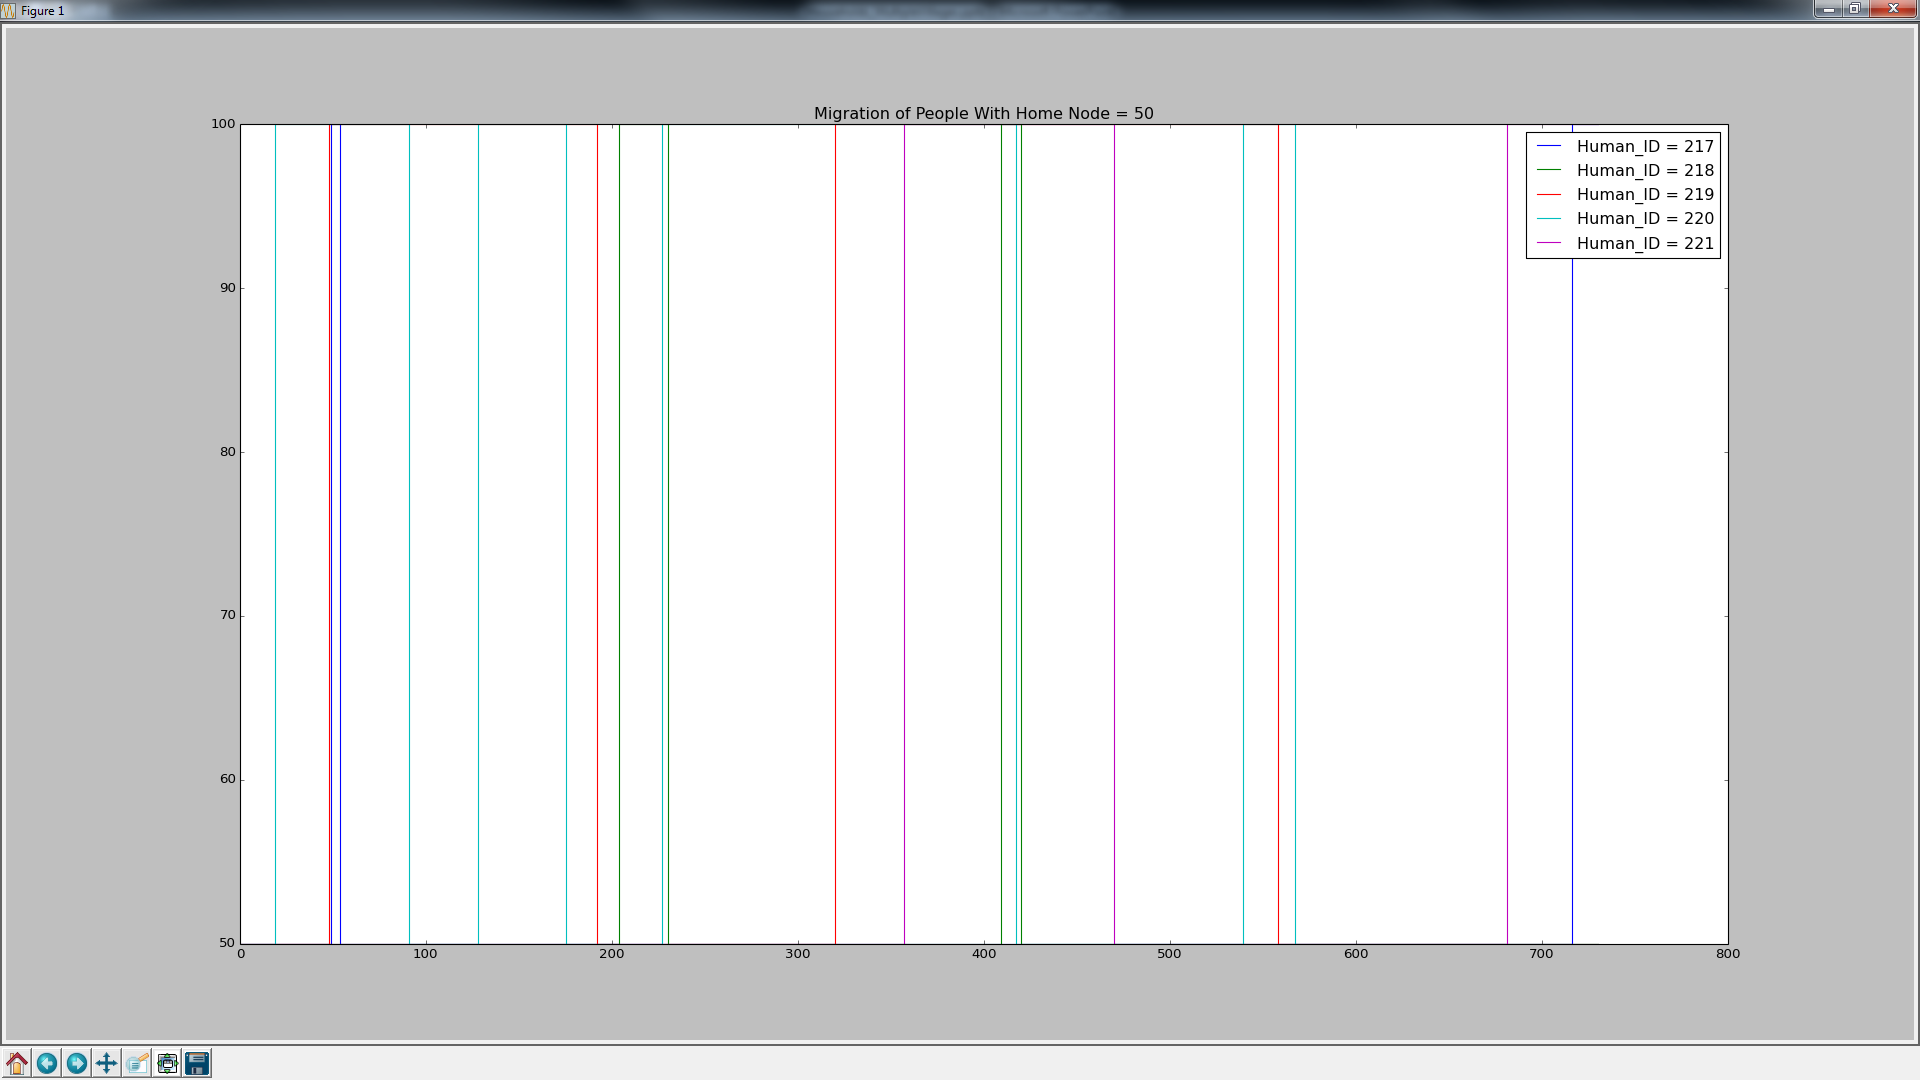 Figure 1
Migration of People With Home Node = 50
100
90
80
70
60
50
0 100 200 300 400 500 600 700 800
Human_ID = 217
Human_ID = 218
Human_ID = 219
Human_ID = 220
Human_ID = 221